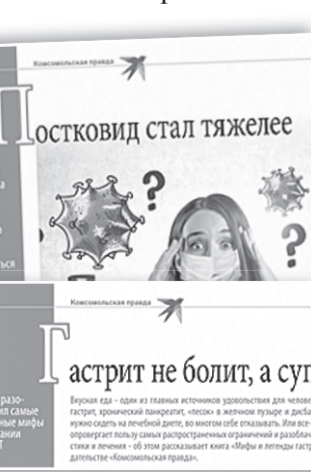 Комсомольская правда
Постковид стал тяжелее
?
?
Комсомольская правда
Гастрит не болит, а суп
Вкусная еда - один из главных источников удовольствия для челове
гастрит, хронический панкреатит, «песок» в желчном пузыре и дисба
нужно сидеть на лечебной диете, во многом себе отказывать. Или все-
опровергает пользу самых распространенных ограничений и разоблач
стики и лечения - об этом рассказывает книга «Мифы и легенды гаст
дательстве «Комсомольская правда».
а
о
ться
разо-
ил самые
ные мифы
ании
Т